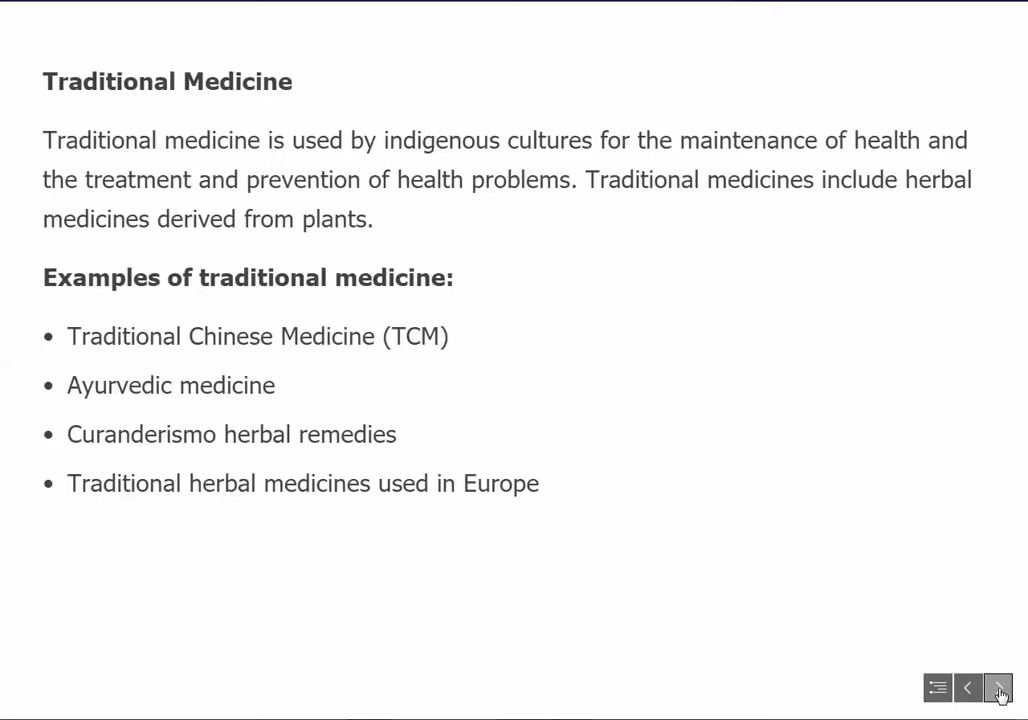 Traditional Medicine
Traditional medicine is used by indigenous cultures for the maintenance of health and
the treatment and prevention of health problems. Traditional medicines include herbal
medicines derived from plants.
Examples of traditional medicine:
• Traditional Chinese Medicine (TCM)
• Ayurvedic medicine
• Curanderismo herbal remedies
• Traditional herbal medicines used in Europe